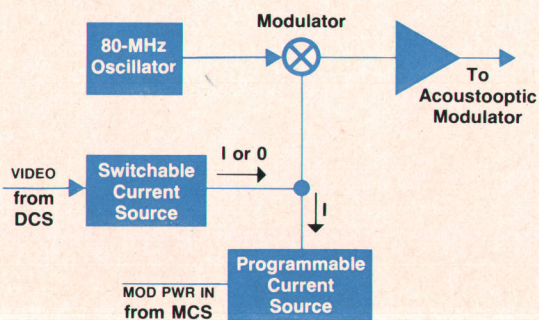 Modulator
80-MHz
Oscillator
To
Acoustooptic
Modulator
VIDEO
from
DCS
Switchable
Current
Source
I or 0
I
MOD PWR IN
from MCS
Programmable
Current
Source